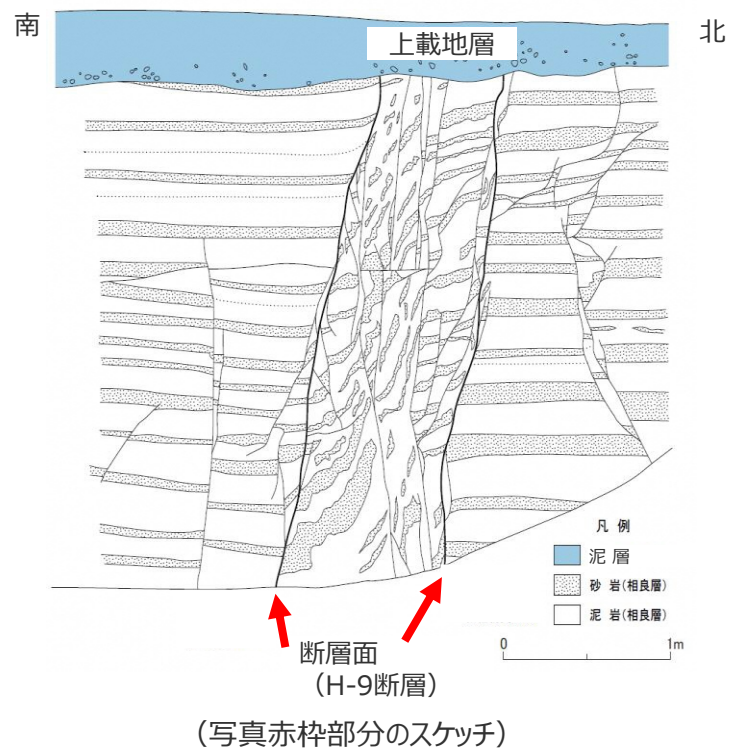 南
北
上載地層
凡 例
泥 層
砂 岩(相良層)
泥 岩(相良層)
0
1m
断層面
(H-9断層)
(写真赤枠部分のスケッチ)